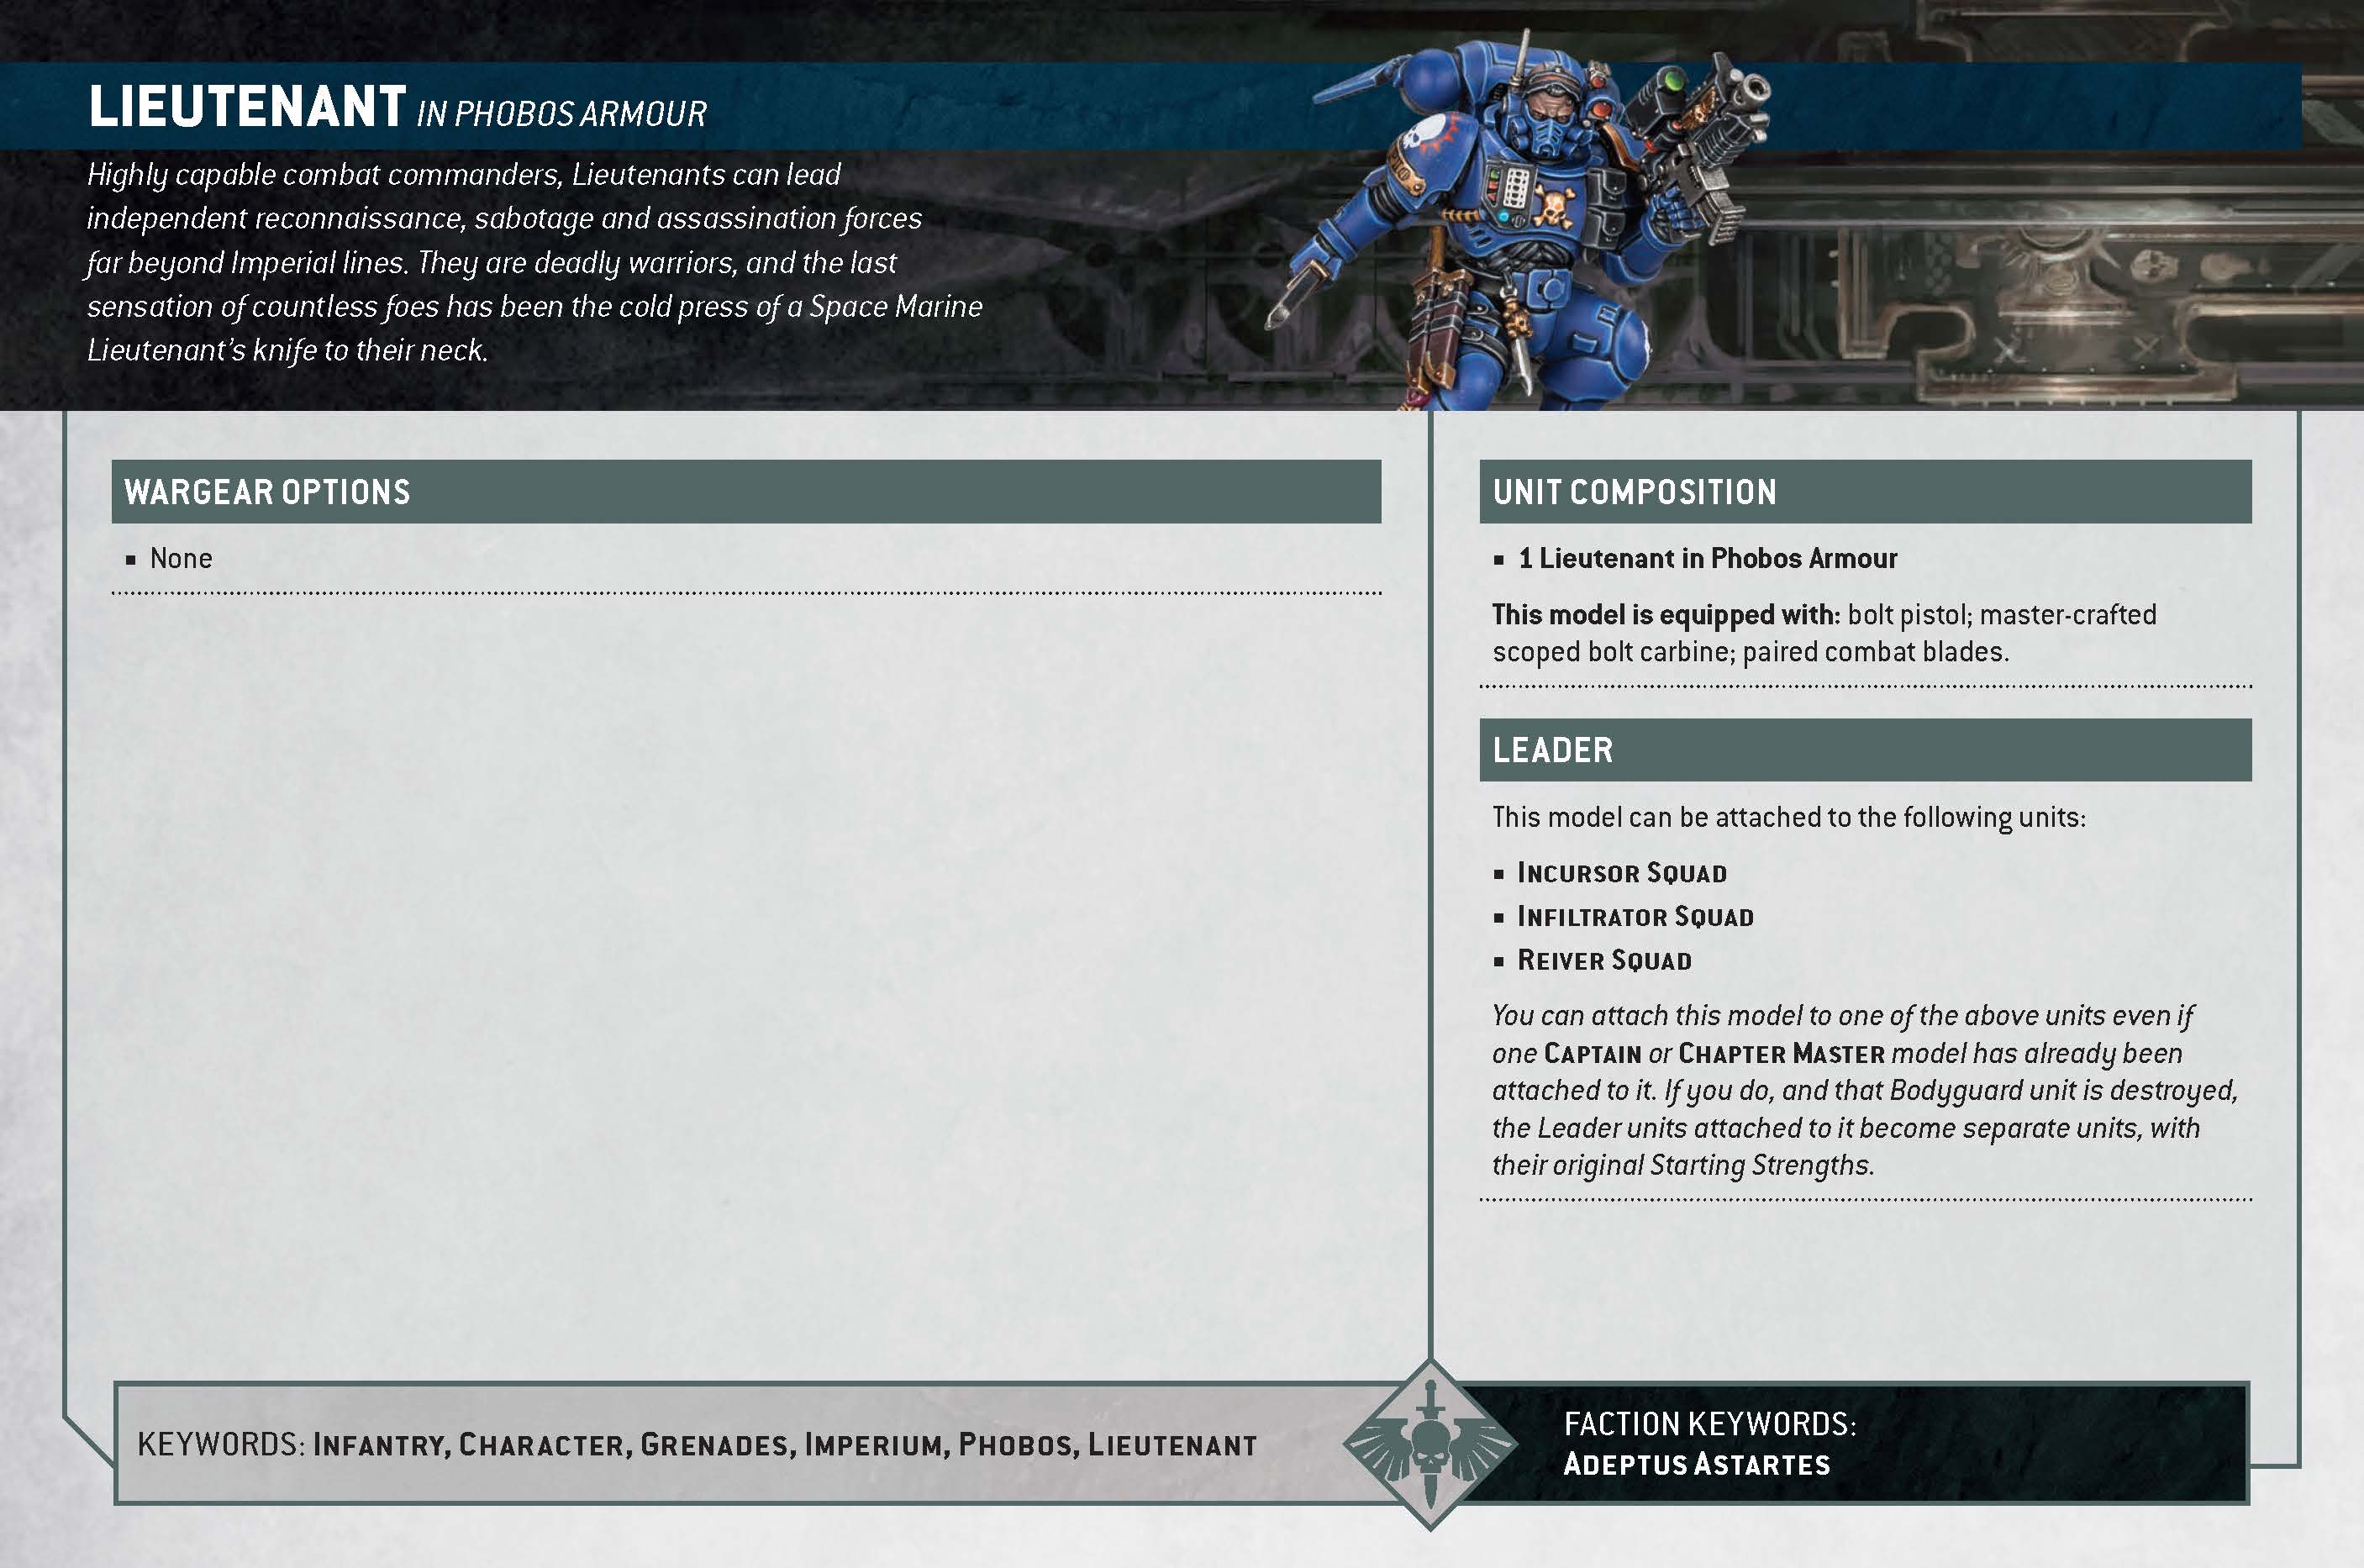 LIEUTENANT IN PHOBOS ARMOUR
Highly capable combat commanders, Lieutenants can lead
independent reconnaissance, sabotage and assassination forces
far beyond Imperial lines. They are deadly warriors, and the last
sensation of countless foes has been the cold press of a Space Marine
Lieutenant’s knife to their neck.
WARGEAR OPTIONS
▪ None
UNIT COMPOSITION
▪ 1 Lieutenant in Phobos Armour
This model is equipped with: bolt pistol; master-crafted
scoped bolt carbine; paired combat blades.
LEADER
This model can be attached to the following units:
▪ INCURSOR SQUAD
▪ INFILTRATOR SQUAD
▪ REIVER SQUAD
You can attach this model to one of the above units even if
one CAPTAIN or CHAPTER MASTER model has already been
attached to it. If you do, and that Bodyguard unit is destroyed,
the Leader units attached to it become separate units, with
their original Starting Strengths.
KEYWORDS: INFANTRY, CHARACTER, GRENADES, IMPERIUM, PHOBOS, LIEUTENANT
FACTION KEYWORDS:
ADEPTUS ASTARTES